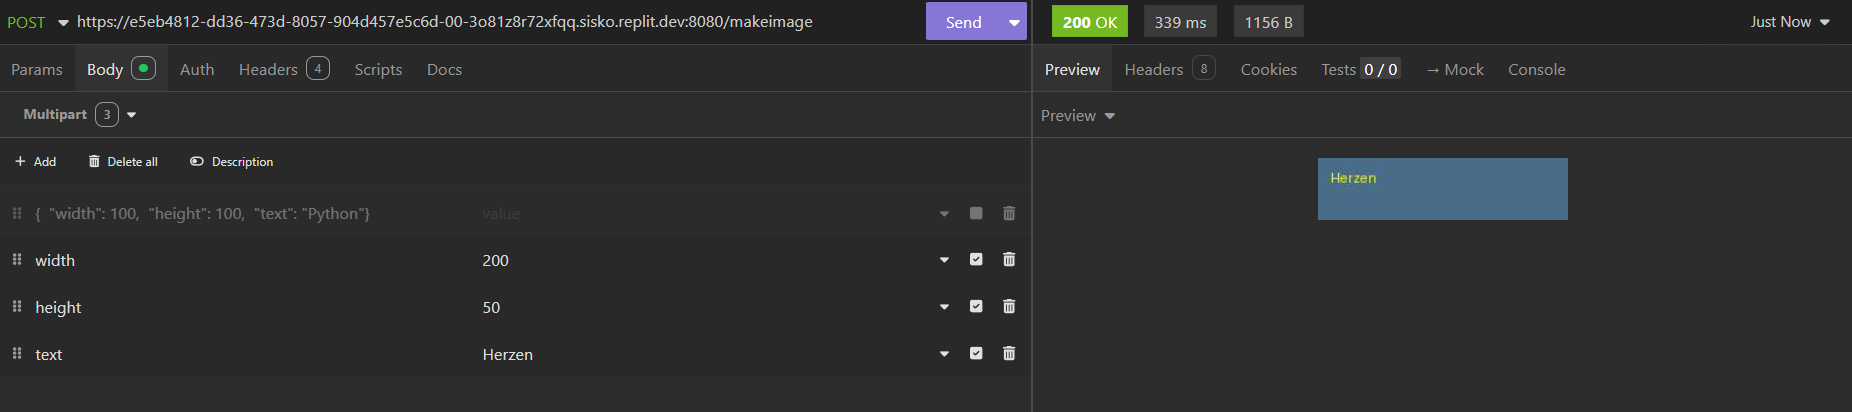 POST https://e5eb4812-dd36-473d-8057-904d457e5c6d-00-3o81z8r72xfqq.sisko.replit.dev:8080/makeimage Send 200 OK 339 ms 1156 B Just Now
Params Body Auth Headers 4 Scripts Docs Preview Headers 8 Cookies Tests 0 / 0 → Mock Console
Multipart 3 Preview
+ Add Delete all Description
Herzen
{ "width": 100, "height": 100, "text": "Python"} value
width 200
height 50
text Herzen